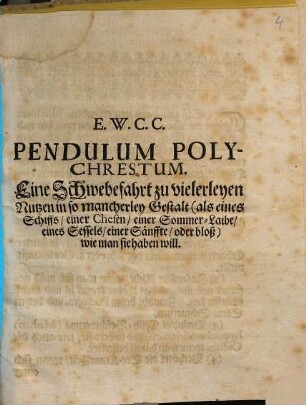 4
E. W. C. C.
PENDULUM POLY-
CHRESTUM.
Eine Schwebefahrt zu vielerleyen
Nutzen in so mancherley Gestalt (als eines
Schiffs/ einer Chesen/ einer Sommer-Laibe/
eines Sessels/ einer Sänffte/ oder bloß)
wie man sie haben will.